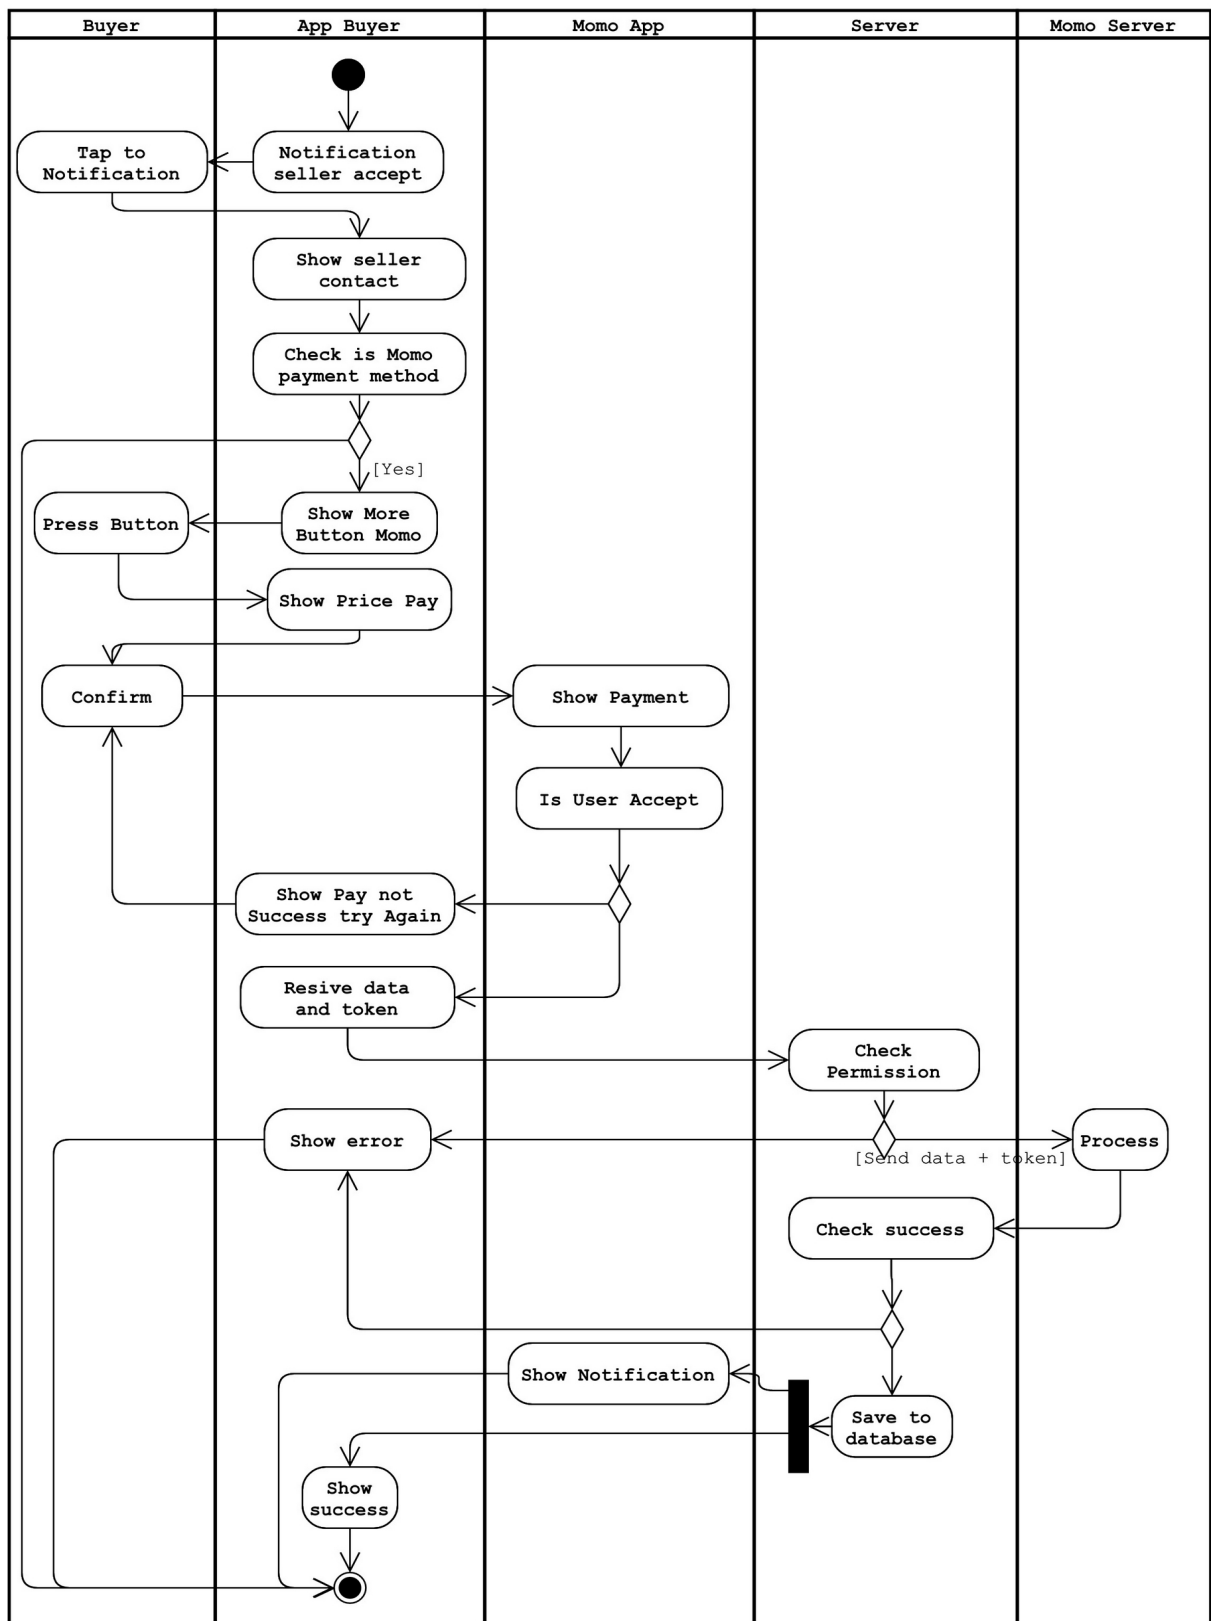 Buyer
App Buyer
Momo App
Server
Momo Server
Notification
seller accept
Tap to
Notification
Show seller
contact
Check is Momo
payment method
[Yes]
Show More
Button Momo
Press Button
Show Price Pay
Confirm
Show Payment
Is User Accept
Show Pay not
Success try Again
Resive data
and token
Check
Permission
Show error
[Send data + token]
Process
Check success
Show Notification
Save to
database
Show
success